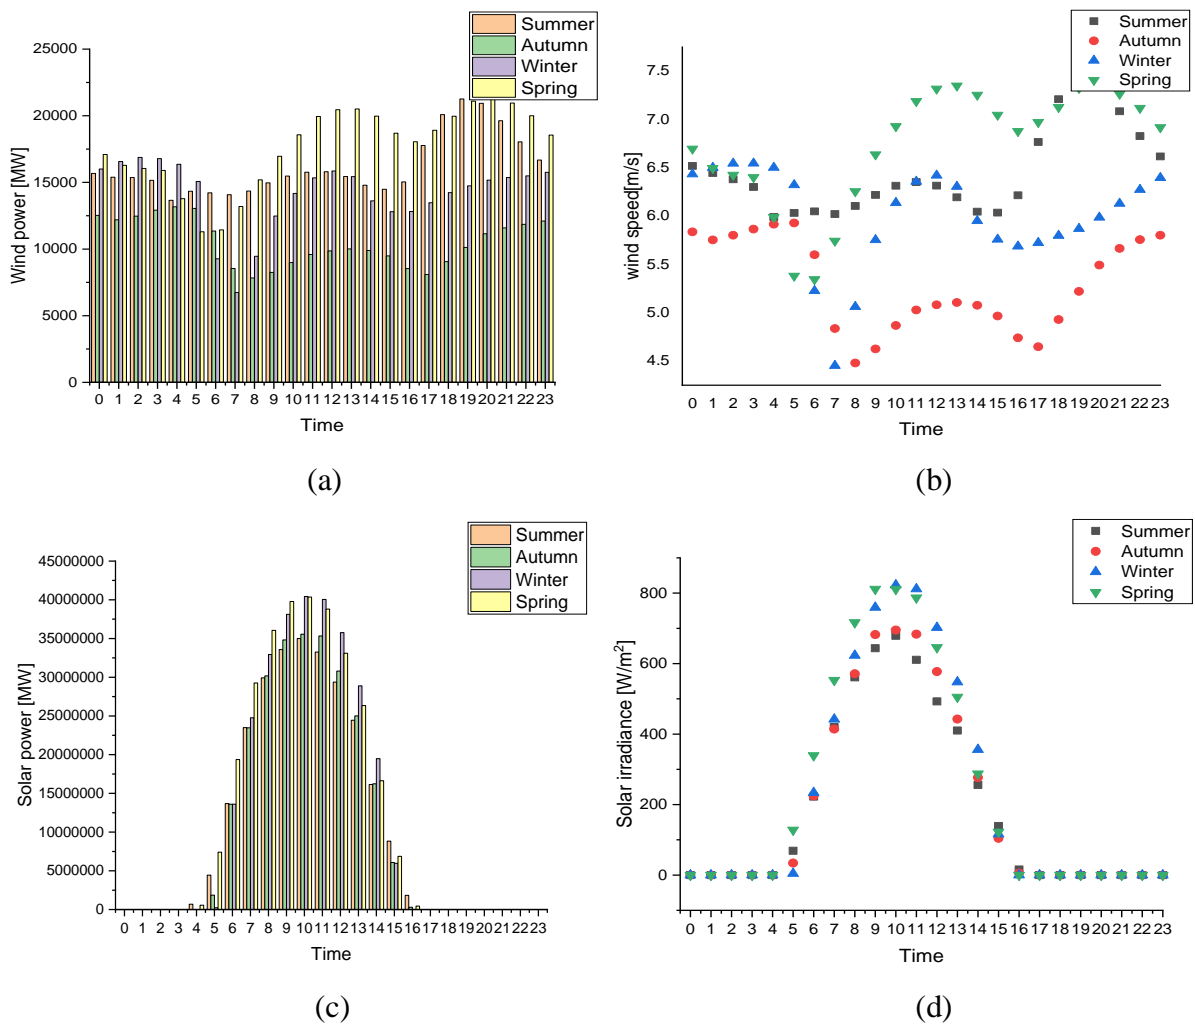 Summer
Autumn
Winter
Spring
25000
20000
15000
10000
5000
0
Wind power [MW]
0 1 2 3 4 5 6 7 8 9 10 11 12 13 14 15 16 17 18 19 20 21 22 23
Time
(a)
Summer
Autumn
Winter
Spring
7.5
7.0
6.5
6.0
5.5
5.0
4.5
wind speed[m/s]
0 1 2 3 4 5 6 7 8 9 10 11 12 13 14 15 16 17 18 19 20 21 22 23
Time
(b)
Summer
Autumn
Winter
Spring
45000000
40000000
35000000
30000000
25000000
20000000
15000000
10000000
5000000
0
Solar power [MW]
0 1 2 3 4 5 6 7 8 9 10 11 12 13 14 15 16 17 18 19 20 21 22 23
Time
(c)
Summer
Autumn
Winter
Spring
800
600
400
200
0
Solar irradiance [W/m²]
0 1 2 3 4 5 6 7 8 9 10 11 12 13 14 15 16 17 18 19 20 21 22 23
Time
(d)